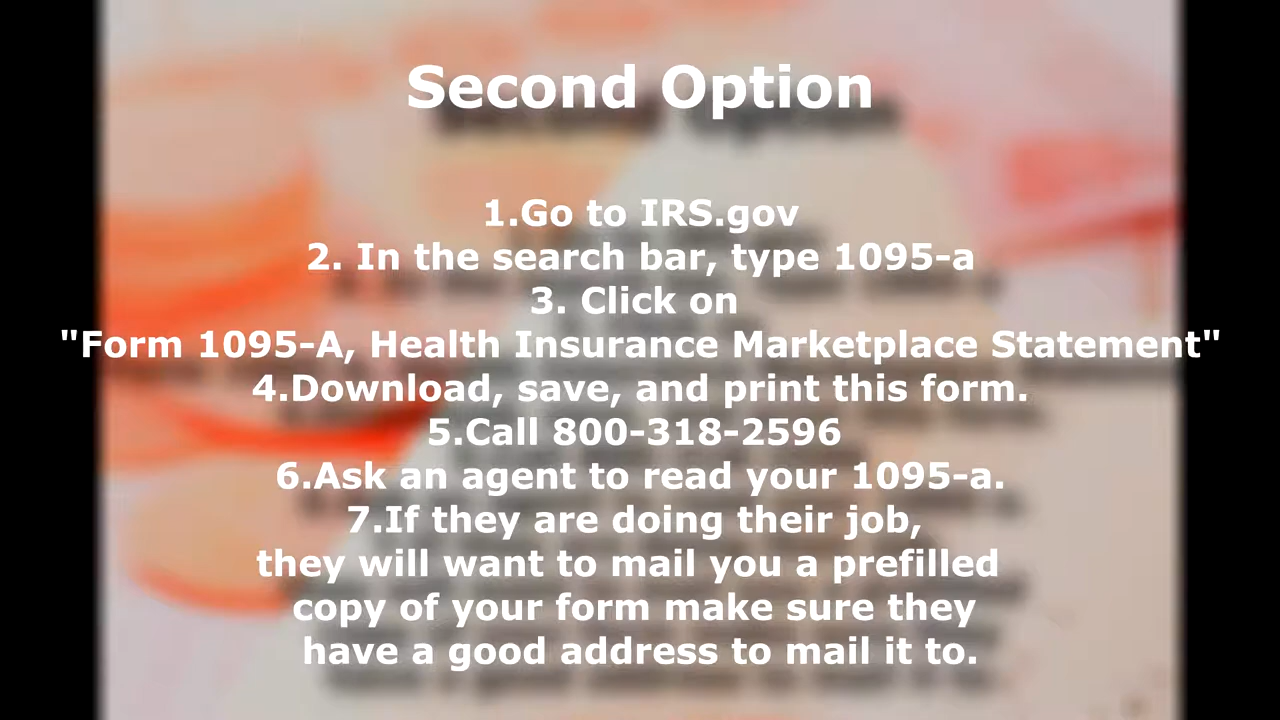 Second Option
1.Go to IRS.gov
2. In the search bar, type 1095-a
3. Click on
"Form 1095-A, Health Insurance Marketplace Statement"
4.Download, save, and print this form.
5.Call 800-318-2596
6.Ask an agent to read your 1095-a.
7.If they are doing their job,
they will want to mail you a prefilled
copy of your form make sure they
have a good address to mail it to.